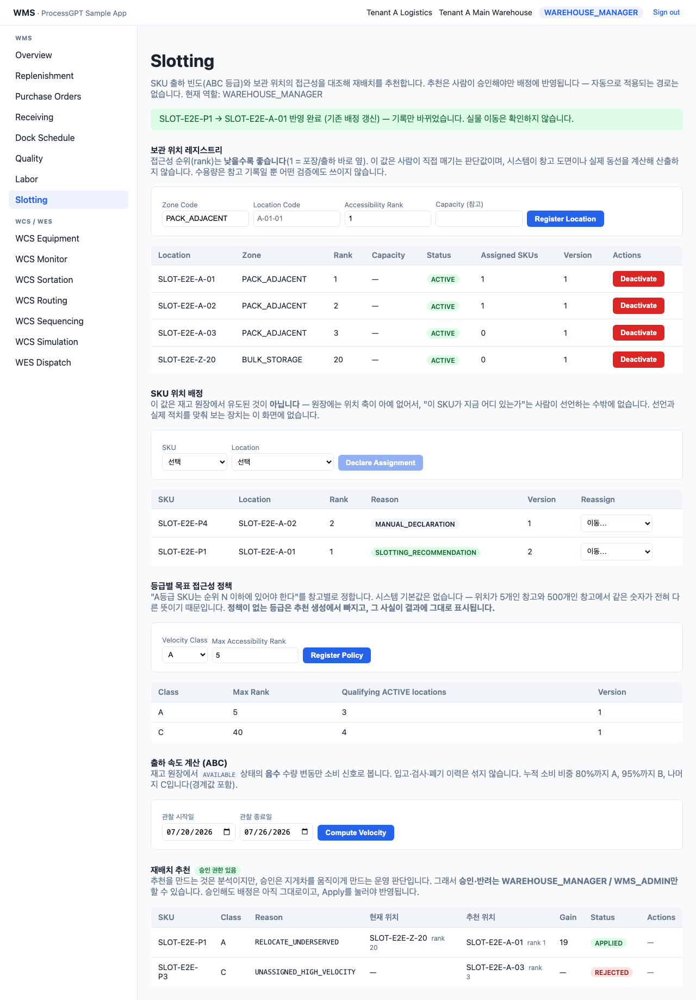 WMS · ProcessGPT Sample App
Tenant A Logistics Tenant A Main Warehouse WAREHOUSE_MANAGER Sign out
WMS
Overview
Replenishment
Purchase Orders
Receiving
Dock Schedule
Quality
Labor
Slotting
WCS / WES
WCS Equipment
WCS Monitor
WCS Sortation
WCS Routing
WCS Sequencing
WCS Simulation
WES Dispatch
Slotting
SKU 출하 빈도(ABC 등급)와 보관 위치의 접근성을 대조해 재배치를 추천합니다. 추천은 사람이 승인해야만 배정에 반영됩니다 — 자동으로 적용되는 경로는
없습니다. 현재 역할: WAREHOUSE_MANAGER
SLOT-E2E-P1 → SLOT-E2E-A-01 반영 완료 (기존 배정 갱신) — 기록만 바뀌었습니다. 실물 이동은 확인하지 않습니다.
보관 위치 레지스트리
접근성 순위(rank)는 낮을수록 좋습니다(1 = 포장/출하 바로 옆). 이 값은 사람이 직접 매기는 판단값이며, 시스템이 창고 도면이나 실제 동선을 계산해 산출하
지 않습니다. 수용량은 참고 기록일 뿐 어떤 검증에도 쓰이지 않습니다.
Zone Code Location Code Accessibility Rank Capacity (참고)
PACK_ADJACENT A-01-01 1 Register Location
Location Zone Rank Capacity Status Assigned SKUs Version Actions
SLOT-E2E-A-01 PACK_ADJACENT 1 — ACTIVE 1 1 Deactivate
SLOT-E2E-A-02 PACK_ADJACENT 2 — ACTIVE 1 1 Deactivate
SLOT-E2E-A-03 PACK_ADJACENT 3 — ACTIVE 0 1 Deactivate
SLOT-E2E-Z-20 BULK_STORAGE 20 — ACTIVE 0 1 Deactivate
SKU 위치 배정
이 값은 재고 원장에서 유도된 것이 아닙니다 — 원장에는 위치 축이 아예 없어서, "이 SKU가 지금 어디 있는가"는 사람이 선언하는 수밖에 없습니다. 선언과
실제 적치를 맞춰 보는 장치는 이 화면에 없습니다.
SKU Location
선택 선택 Declare Assignment
SKU Location Rank Reason Version Reassign
SLOT-E2E-P4 SLOT-E2E-A-02 2 MANUAL_DECLARATION 1 이동...
SLOT-E2E-P1 SLOT-E2E-A-01 1 SLOTTING_RECOMMENDATION 2 이동...
등급별 목표 접근성 정책
"A등급 SKU는 순위 N 이하에 있어야 한다"를 창고별로 정합니다. 시스템 기본값은 없습니다 — 위치가 5개인 창고와 500개인 창고에서 같은 숫자가 전혀 다
른 뜻이기 때문입니다. 정책이 없는 등급은 추천 생성에서 빠지고, 그 사실이 결과에 그대로 표시됩니다.
Velocity Class Max Accessibility Rank
A 5 Register Policy
Class Max Rank Qualifying ACTIVE locations Version
A 5 3 1
C 40 4 1
출하 속도 계산 (ABC)
재고 원장에서 AVAILABLE 상태의 음수 수량 변동만 소비 신호로 봅니다. 입고·검사·폐기 이력은 섞지 않습니다. 누적 소비 비중 80%까지 A, 95%까지 B, 나머
지 C입니다(경계값 포함).
관찰 시작일 관찰 종료일
07/20/2026 07/26/2026 Compute Velocity
재배치 추천 승인 권한 있음
추천을 만드는 것은 분석이지만, 승인은 지게차를 움직이게 만드는 운영 판단입니다. 그래서 승인·반려는 WAREHOUSE_MANAGER / WMS_ADMIN만
할 수 있습니다. 승인해도 배정은 아직 그대로이고, Apply를 눌러야 반영됩니다.
SKU Class Reason 현재 위치 추천 위치 Gain Status Actions
SLOT-E2E-P1 A RELOCATE_UNDERSERVED SLOT-E2E-Z-20 rank 20 SLOT-E2E-A-01 rank 1 19 APPLIED —
SLOT-E2E-P3 C UNASSIGNED_HIGH_VELOCITY — SLOT-E2E-A-03 rank 3 — REJECTED —